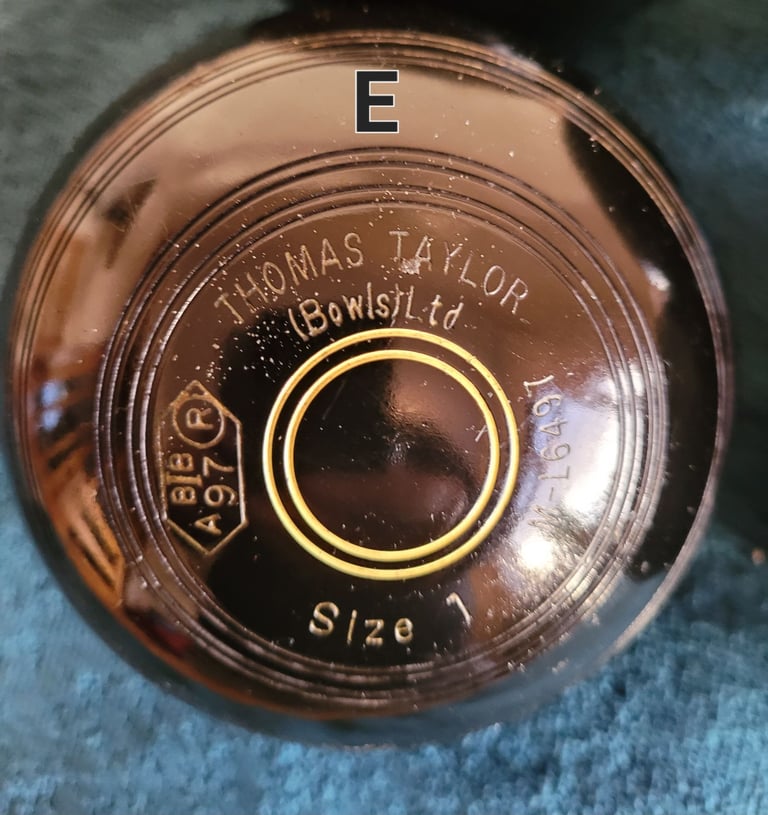 E
THOMAS TAYLOR
(Bowls) Ltd
R
BIB
A97
Size 1